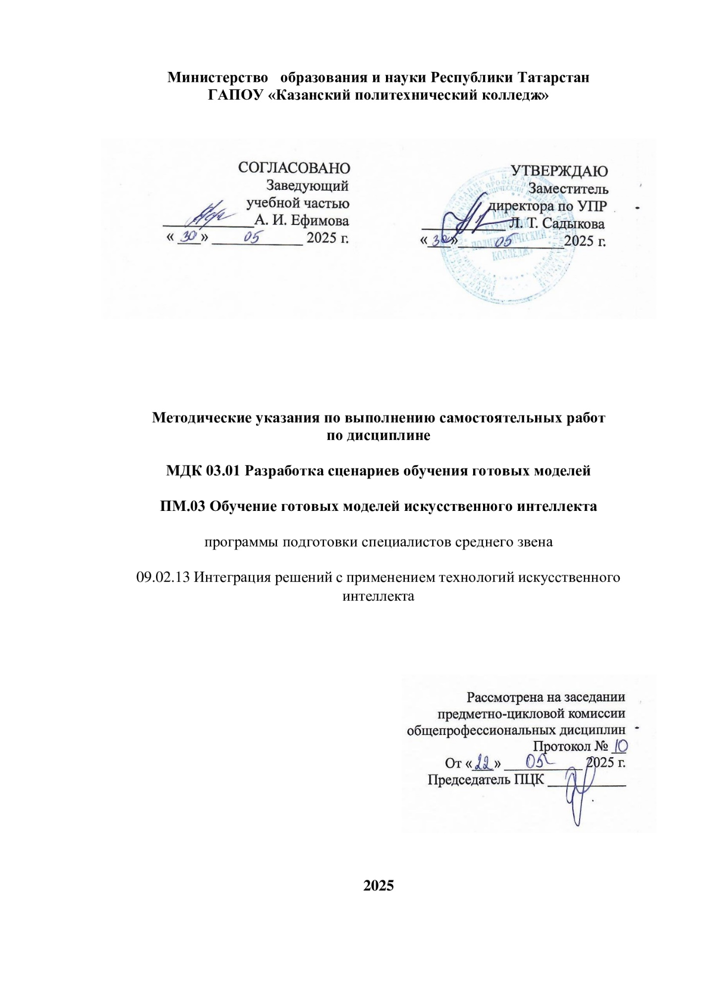 Министерство образования и науки Республики Татарстан
ГАПОУ «Казанский политехнический колледж»
СОГЛАСОВАНО
Заведующий
учебной частью
А. И. Ефимова
« 30 » 05 2025 г.
УТВЕРЖДАЮ
Заместитель
директора по УПР
Л. Т. Садыкова
« 30 » 05 2025 г.
КАЗАНСКИЙ
ПОЛИТЕХНИЧЕСКИЙ
КОЛЛЕДЖ»
Методические указания по выполнению самостоятельных работ
по дисциплине
МДК 03.01 Разработка сценариев обучения готовых моделей
ПМ.03 Обучение готовых моделей искусственного интеллекта
программы подготовки специалистов среднего звена
09.02.13 Интеграция решений с применением технологий искусственного
интеллекта
Рассмотрена на заседании
предметно-цикловой комиссии
общепрофессиональных дисциплин
Протокол № 10
От «22» 05 2025 г.
Председатель ПЦК
2025